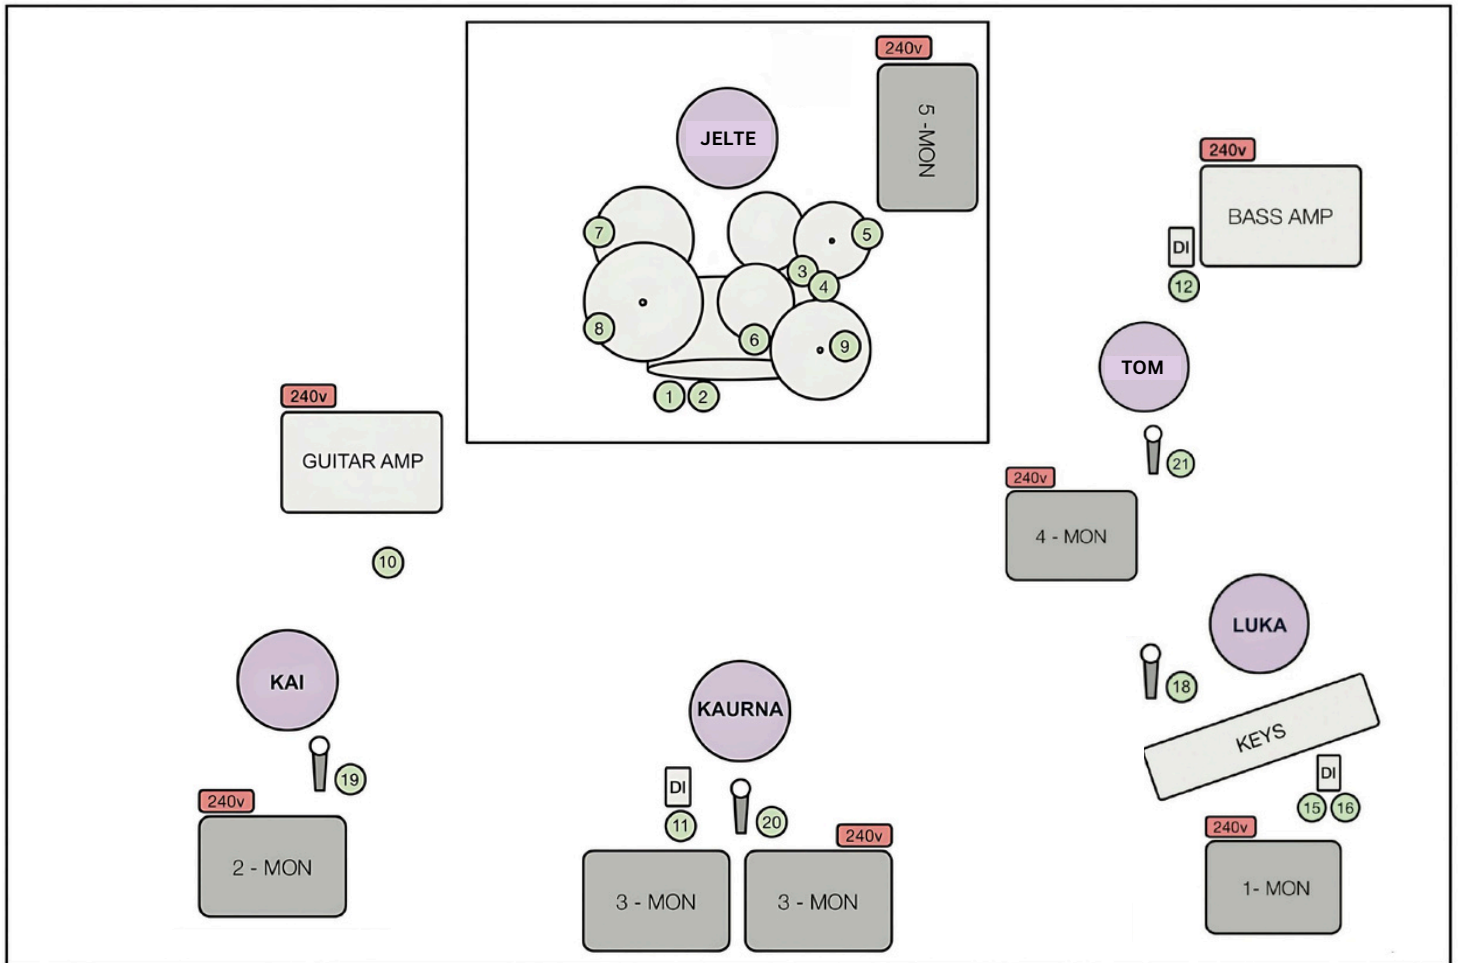 240v
5 -MON
JELTE
240v
BASS AMP
DI
12
7
5
3
4
8
6
9
1
2
TOM
21
240v
GUITAR AMP
10
240v
4 - MON
LUKA
18
KEYS
DI
15
16
240v
1- MON
KAI
19
240v
2 - MON
KAURNA
DI
11
20
240v
3 - MON
3 - MON